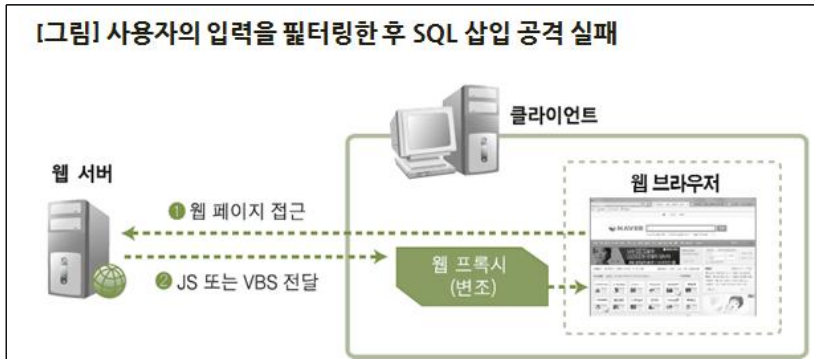 [그림] 사용자의 입력을 필터링한 후 SQL 삽입 공격 실패
클라이언트
웹 서버
웹 브라우저
❶ 웹 페이지 접근
NAVER
❷ JS 또는 VBS 전달
웹 프록시
(변조)